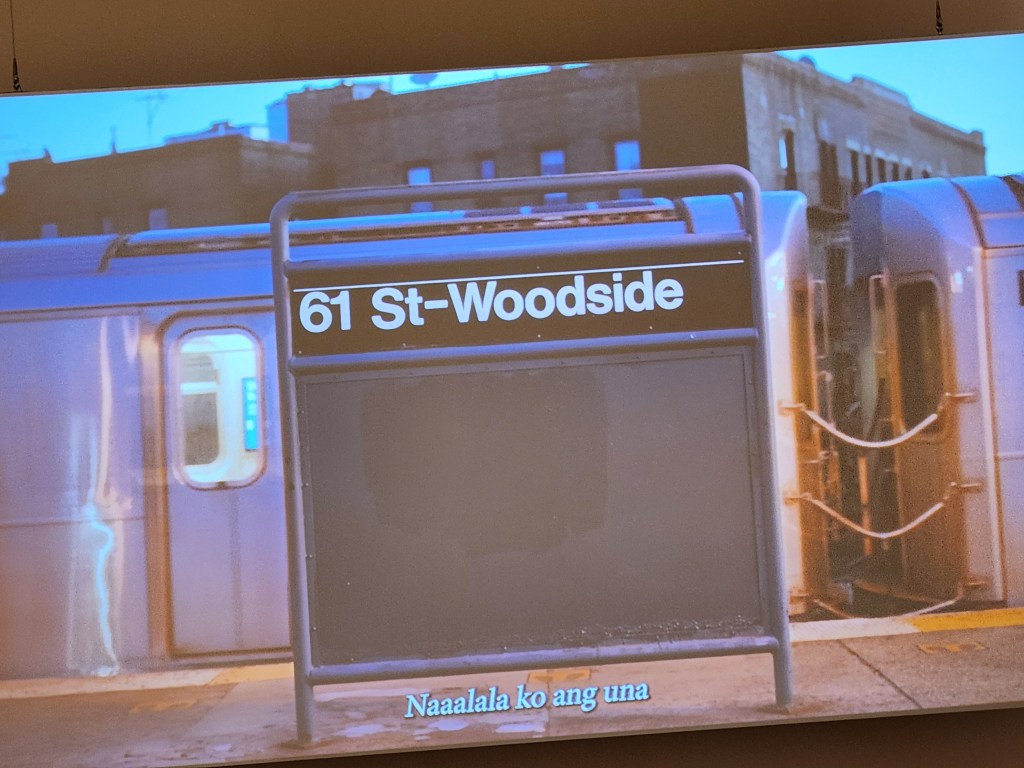 61 St-Woodside
Naaalala ko ang una